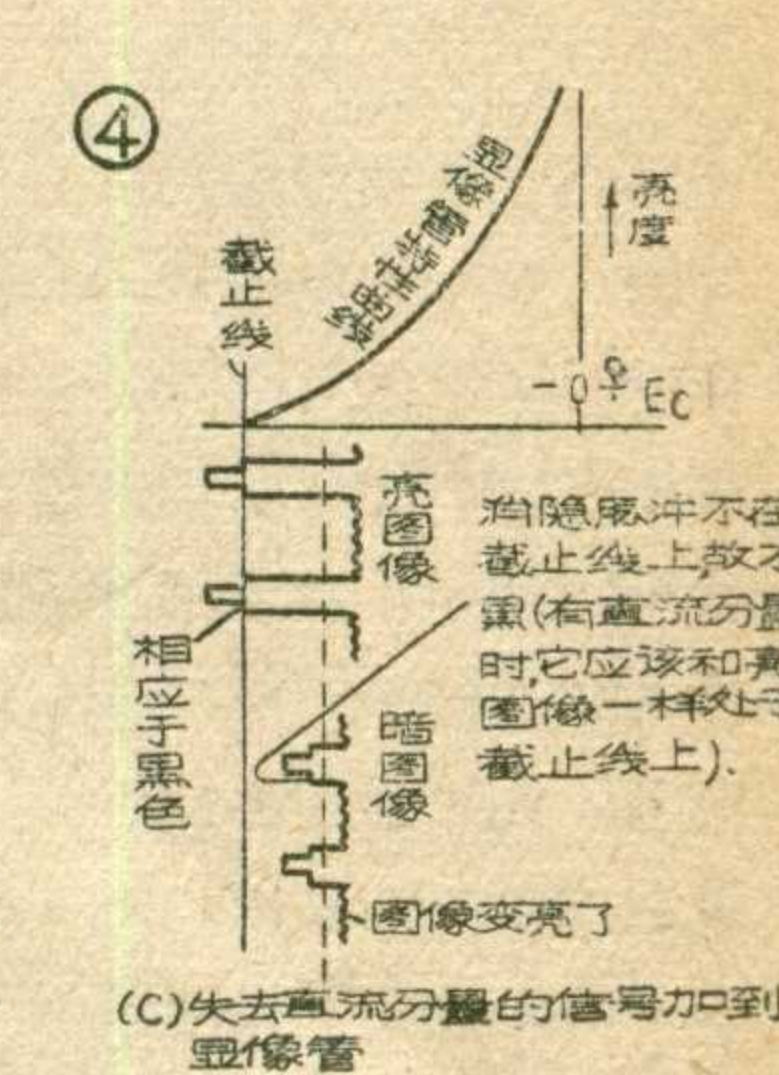 ④
显像管特性曲线
亮度
截止线
-0+ Ec
亮图像
消隐脉冲不在
截止线上,故不
黑(有直流分量
时,它应该和亮
图像一样处于
截止线上).
相应于黑色
暗图像
图像变亮了
(C)失去直流分量的信号加到
显像管